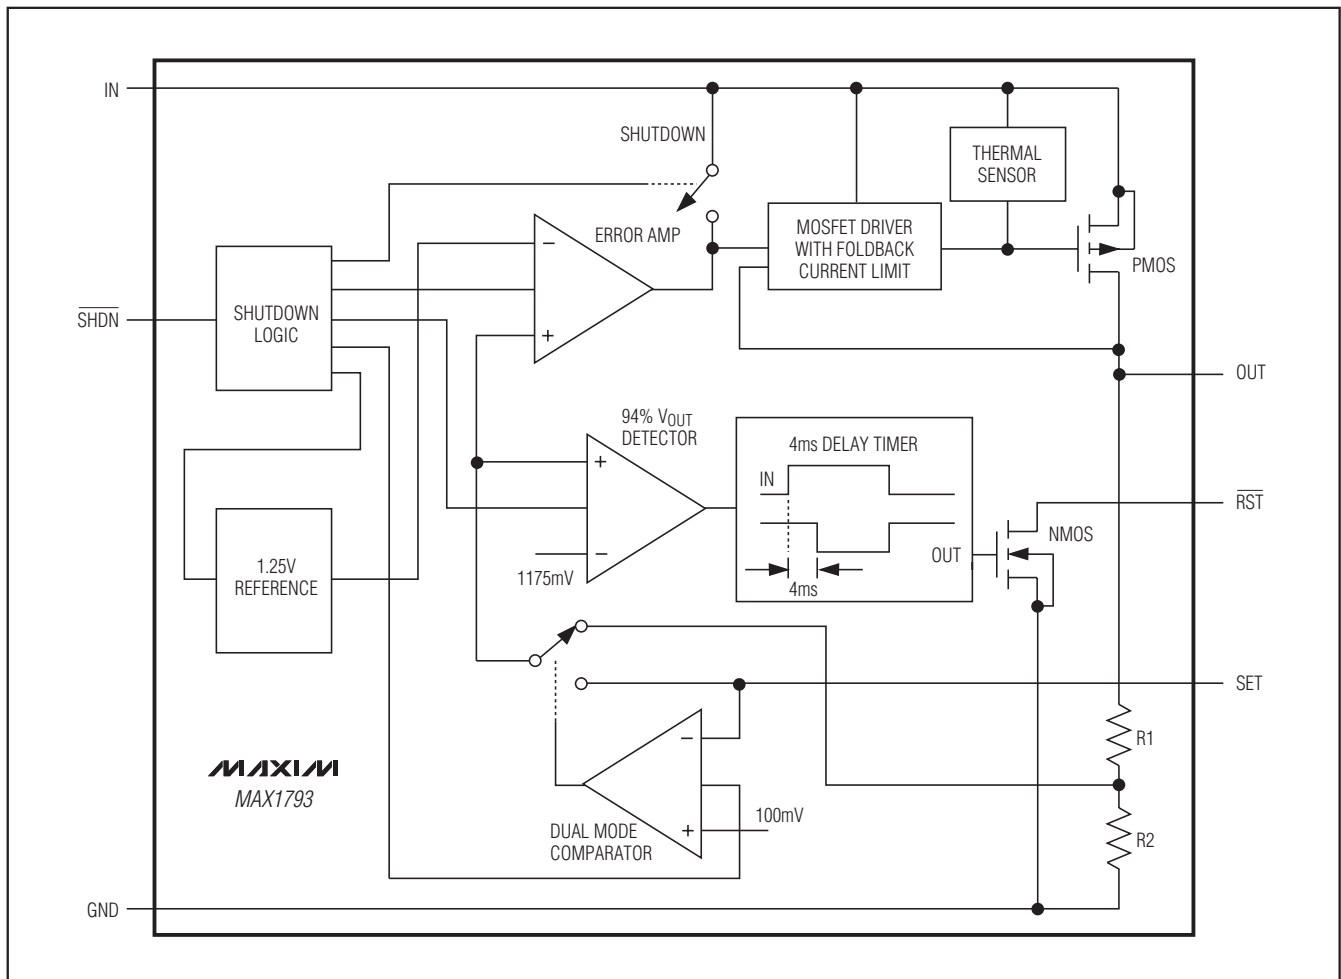 IN
SHUTDOWN
THERMAL
SENSOR
MOSFET DRIVER
WITH FOLDBACK
CURRENT LIMIT
ERROR AMP
−
+
PMOS
SHDN
SHUTDOWN
LOGIC
OUT
94% VOUT
DETECTOR
+
−
1175mV
4ms DELAY TIMER
IN
OUT
4ms
NMOS
RST
1.25V
REFERENCE
SET
−
+
100mV
DUAL MODE
COMPARATOR
R1
R2
MAXIM
MAX1793
GND